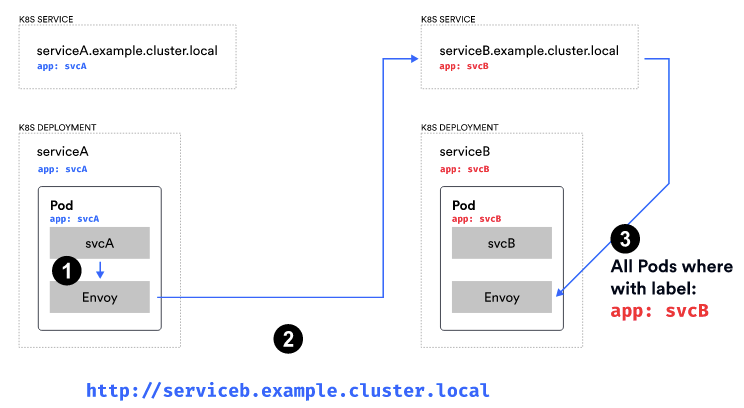 K8S SERVICE
serviceA.example.cluster.local
app: svcA
K8S DEPLOYMENT
serviceA
app: svcA
Pod
app: svcA
svcA
1
Envoy
2
http://serviceb.example.cluster.local
K8S SERVICE
serviceB.example.cluster.local
app: svcB
K8S DEPLOYMENT
serviceB
app: svcB
Pod
app: svcB
svcB
Envoy
3
All Pods where
with label:
app: svcB